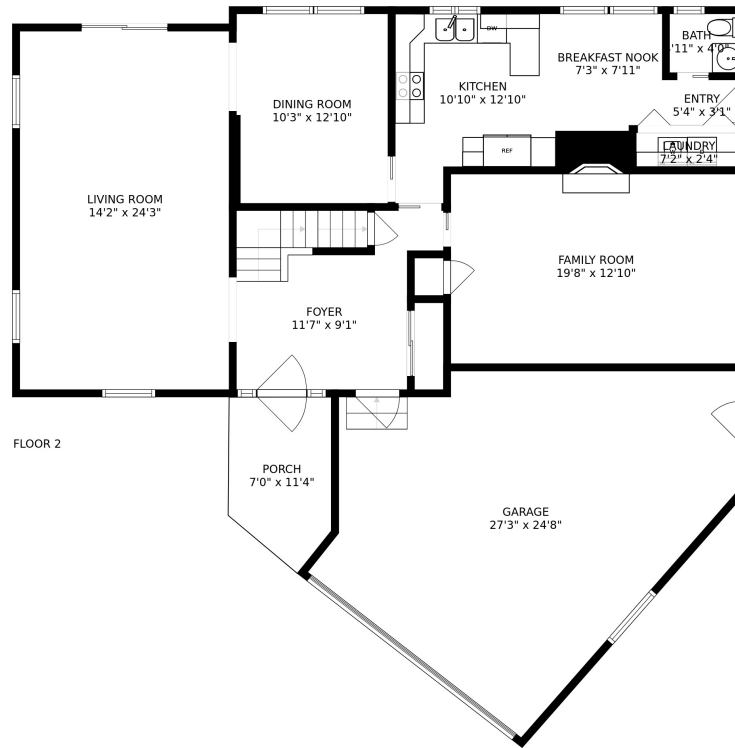 BATH
DW
BREAKFAST NOOK
7'3" x 7'11"
KITCHEN
10'10" x 12'10"
ENTRY
5'4" x 3'1"
DINING ROOM
10'3" x 12'10"
REF
LAUNDRY
7'2" x 2'4"
LIVING ROOM
14'2" x 24'3"
FAMILY ROOM
19'8" x 12'10"
FOYER
11'7" x 9'1"
FLOOR 2
PORCH
7'0" x 11'4"
GARAGE
27'3" x 24'8"